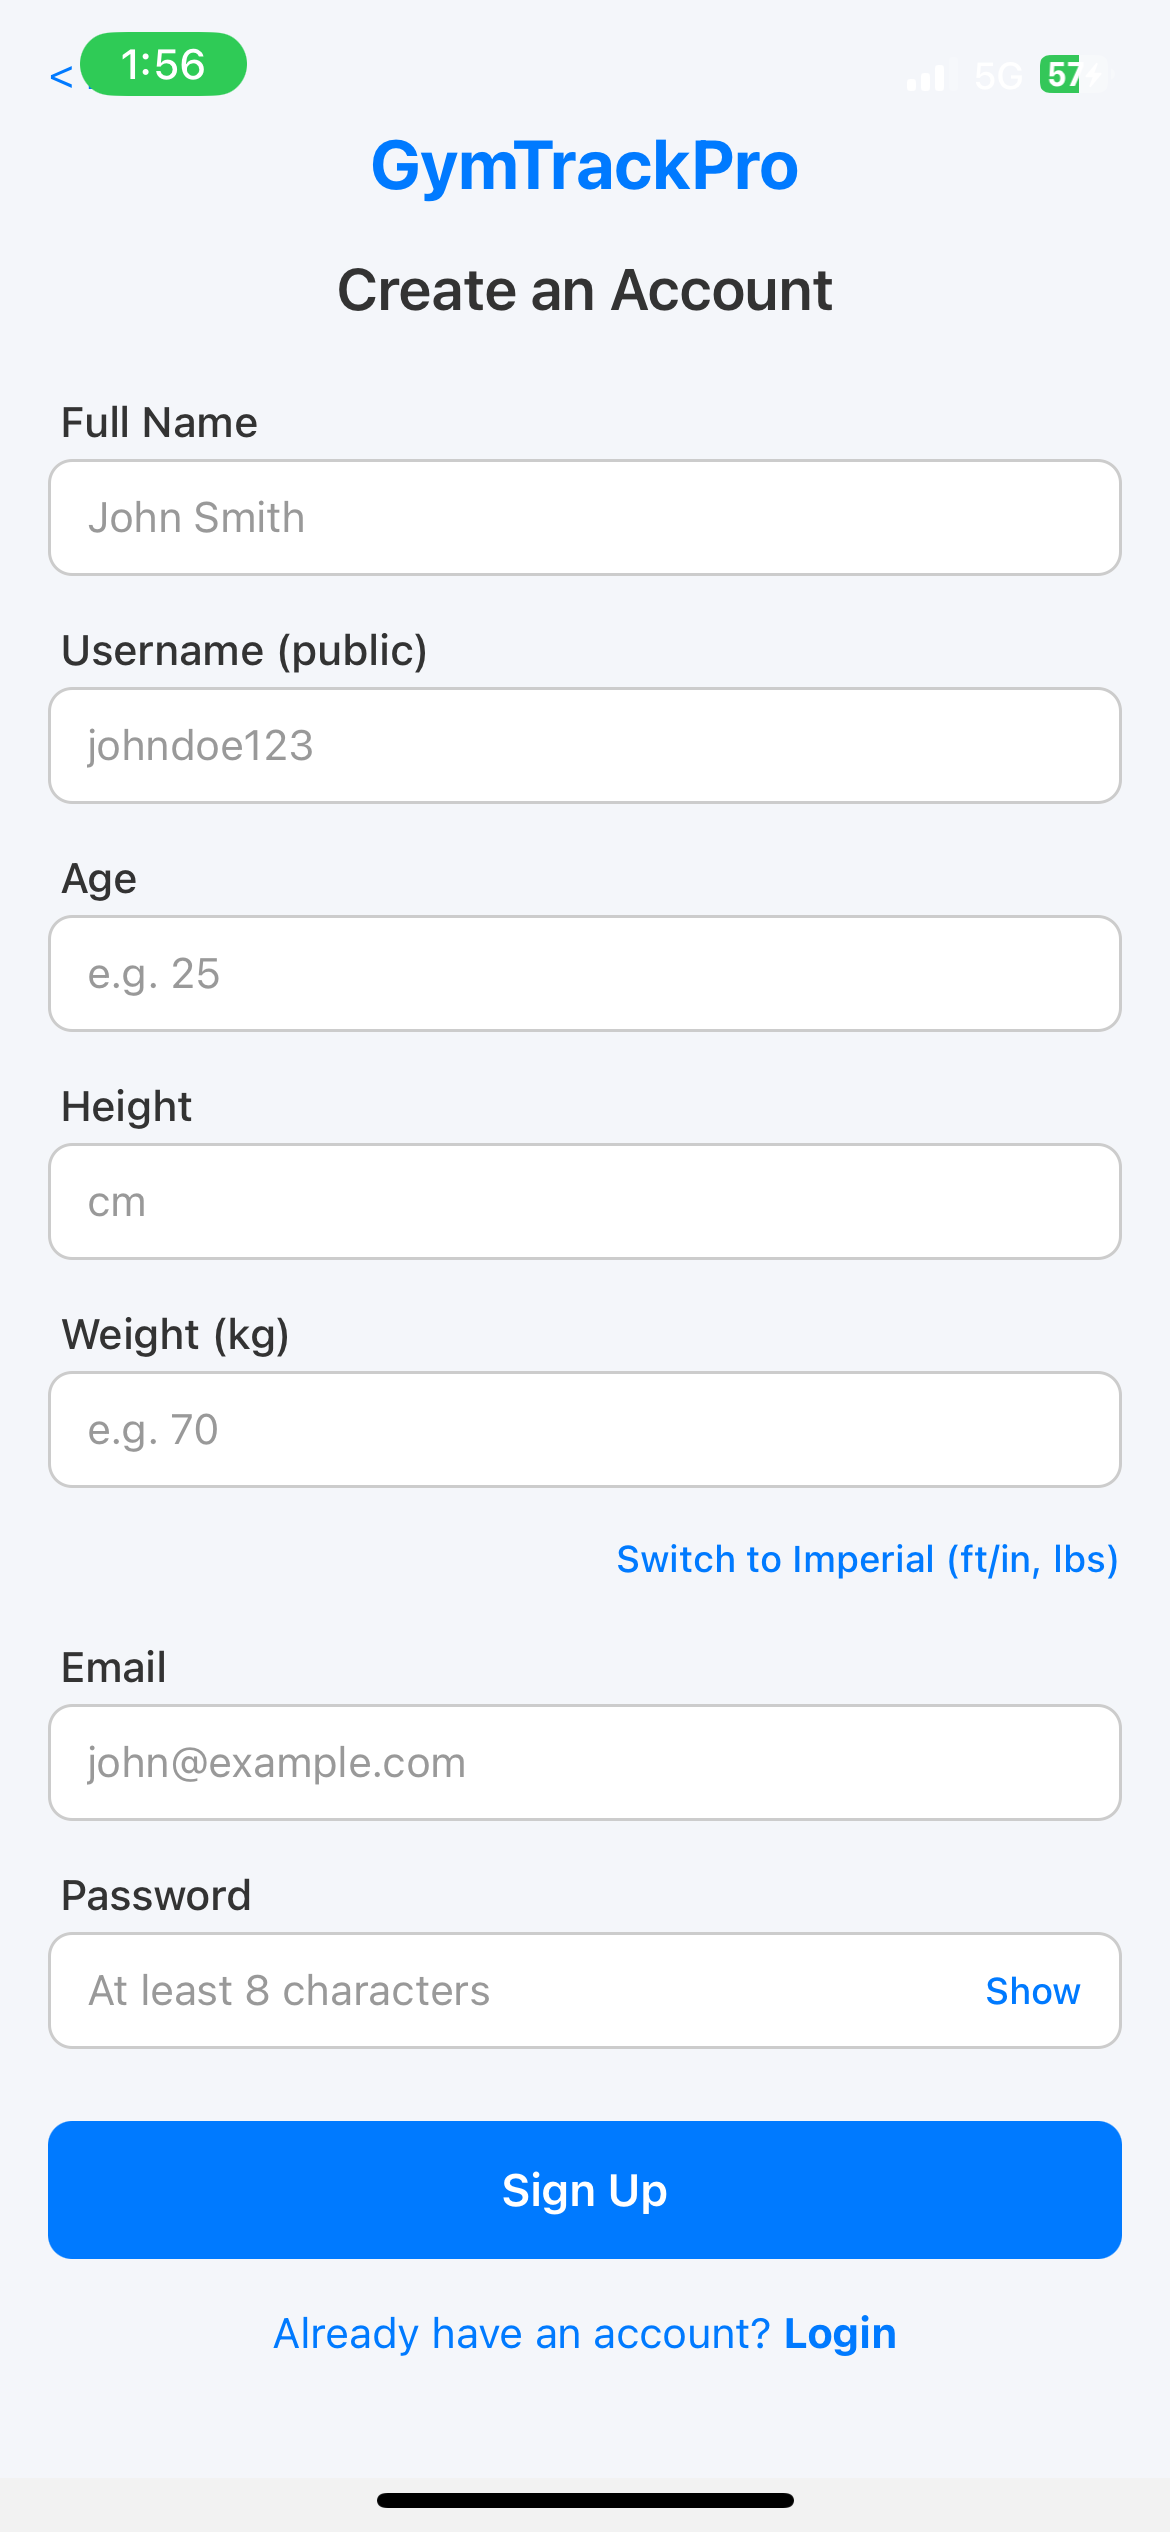 1:56
<
5G
57
GymTrackPro
Create an Account
Full Name
John Smith
Username (public)
johndoe123
Age
e.g. 25
Height
cm
Weight (kg)
e.g. 70
Switch to Imperial (ft/in, lbs)
Email
john@example.com
Password
At least 8 characters
Show
Sign Up
Already have an account? Login